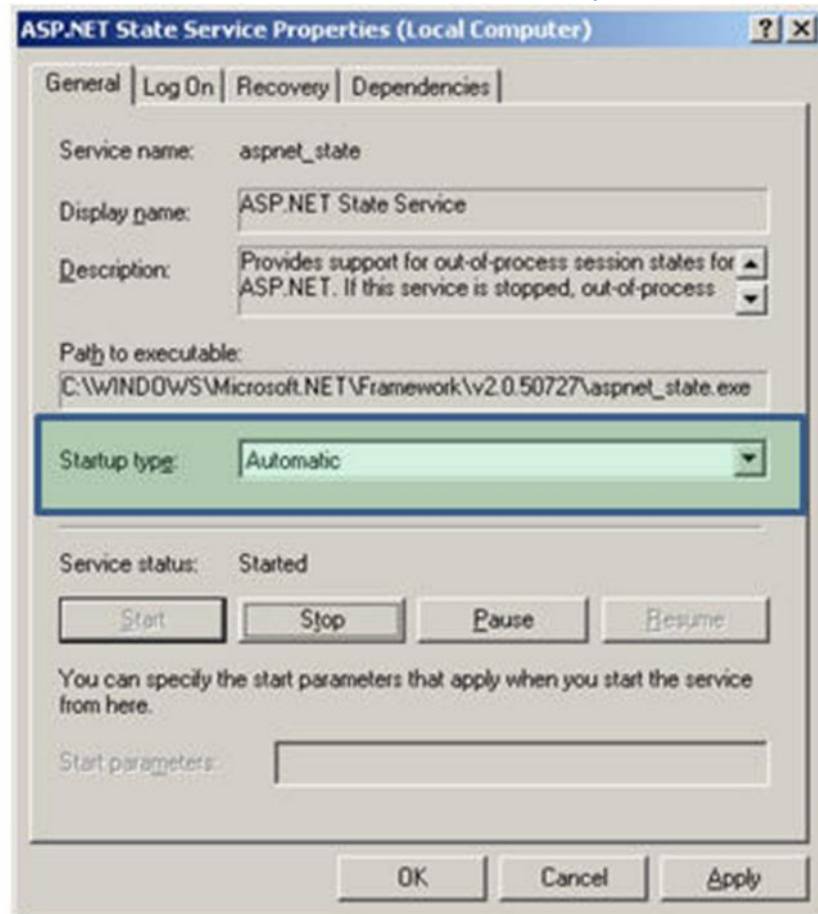 ASP.NET State Service Properties (Local Computer)
General Log On Recovery Dependencies
Service name: aspnet_state
Display name: ASP.NET State Service
Description: Provides support for out-of-process session states for
ASP.NET. If this service is stopped, out-of-process
Path to executable:
C:\WINDOWS\Microsoft.NET\Framework\v2.0.50727\aspnet_state.exe
Startup type: Automatic
Service status: Started
Start Stop Pause Resume
You can specify the start parameters that apply when you start the service
from here.
Start parameters:
OK Cancel Apply